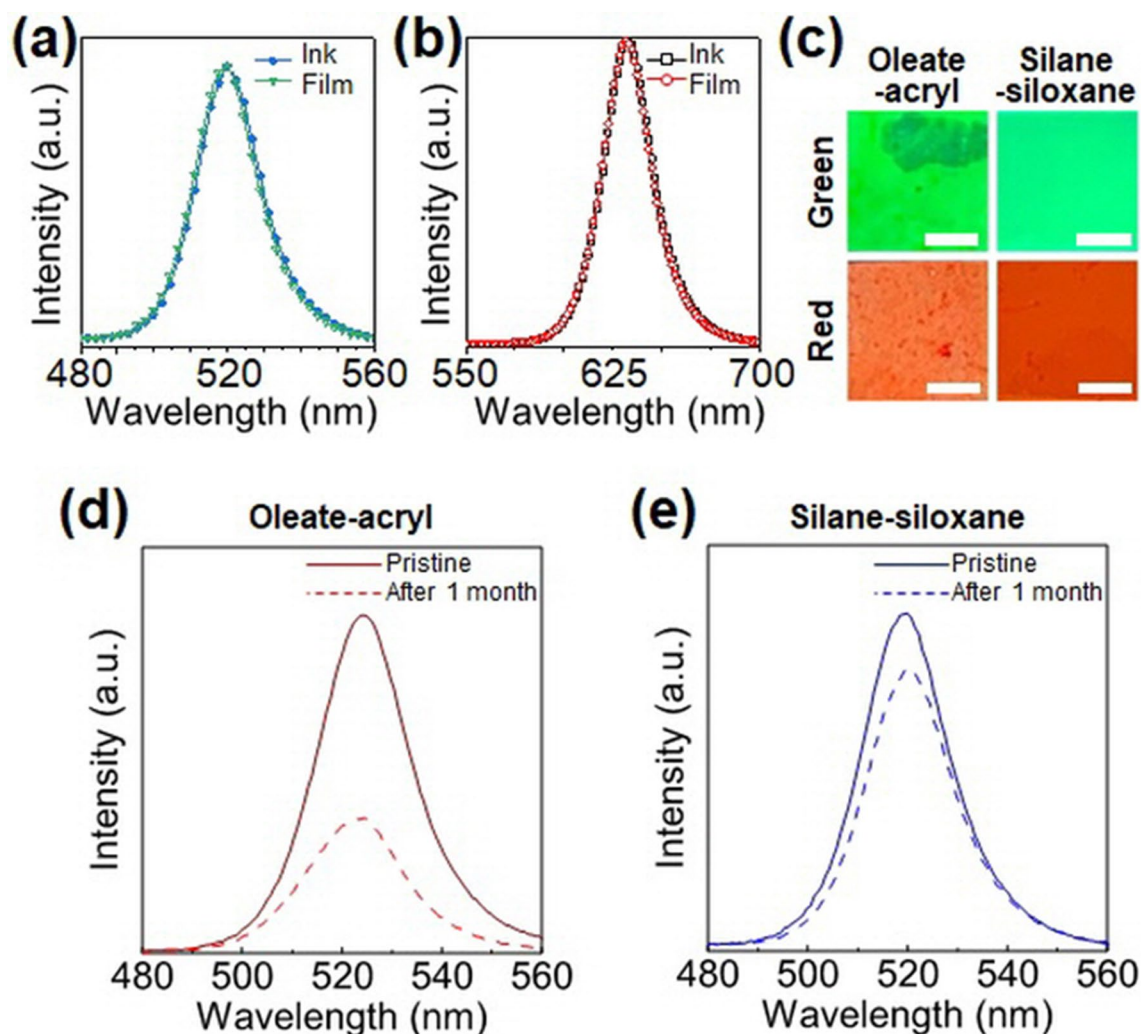 (a)
Intensity (a.u.)
Ink
Film
480 520 560
Wavelength (nm)
(b)
Intensity (a.u.)
Ink
Film
550 625 700
Wavelength (nm)
(c)
Oleate
-acryl
Silane
-siloxane
Green
Red
(d)
Oleate-acryl
Intensity (a.u.)
Pristine
After 1 month
480 500 520 540 560
Wavelength (nm)
(e)
Silane-siloxane
Intensity (a.u.)
Pristine
After 1 month
480 500 520 540 560
Wavelength (nm)